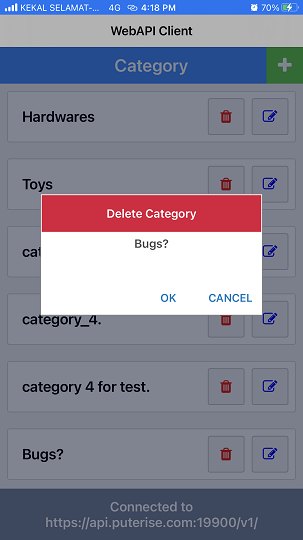 KEKAL SELAMAT-... 4G 4:18 PM 70%
WebAPI Client
Category +
Hardwares
Toys
Delete Category
Bugs?
cat
OK CANCEL
category_4.
category 4 for test.
Bugs?
Connected to
https://api.puterise.com:19900/v1/